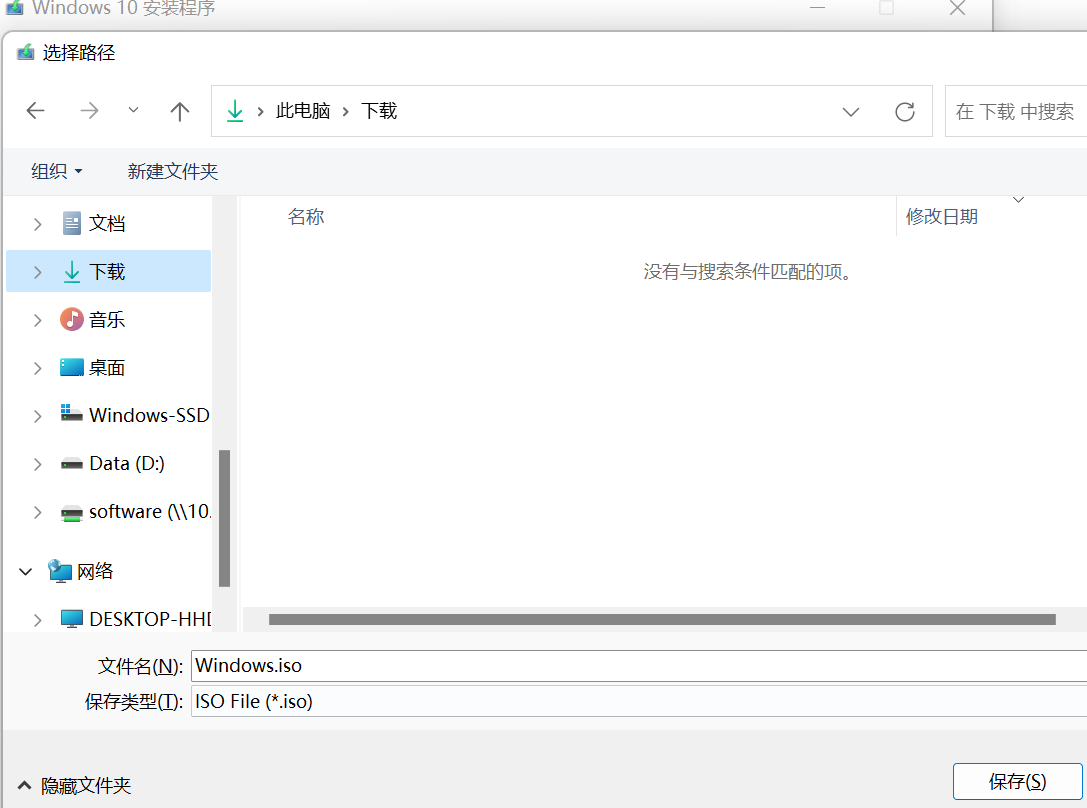 Windows 10 安装程序
选择路径
此电脑 下载
在 下载 中搜索
组织 新建文件夹
名称 修改日期
没有与搜索条件匹配的项。
文档
下载
音乐
桌面
Windows-SSD
Data (D:)
software (\\10.
网络
DESKTOP-HHD
文件名(N): Windows.iso
保存类型(T): ISO File (*.iso)
隐藏文件夹 保存(S)